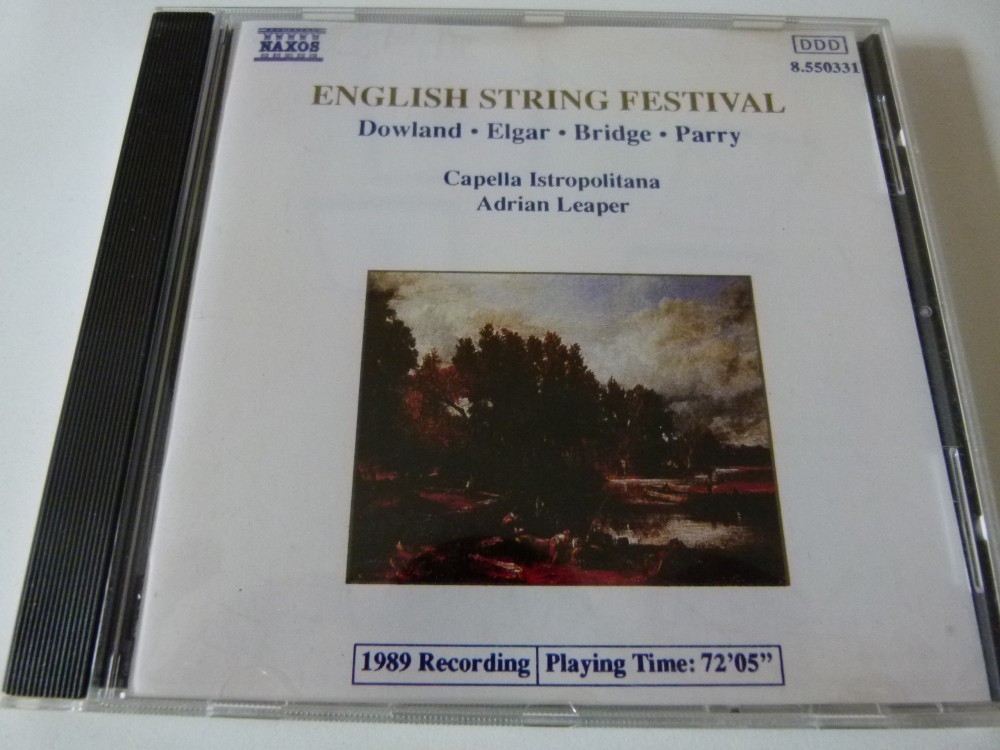 NAXOS
DDD
8.550331
ENGLISH STRING FESTIVAL
Dowland • Elgar • Bridge • Parry
Capella Istropolitana
Adrian Leaper
1989 Recording
Playing Time: 72'05”